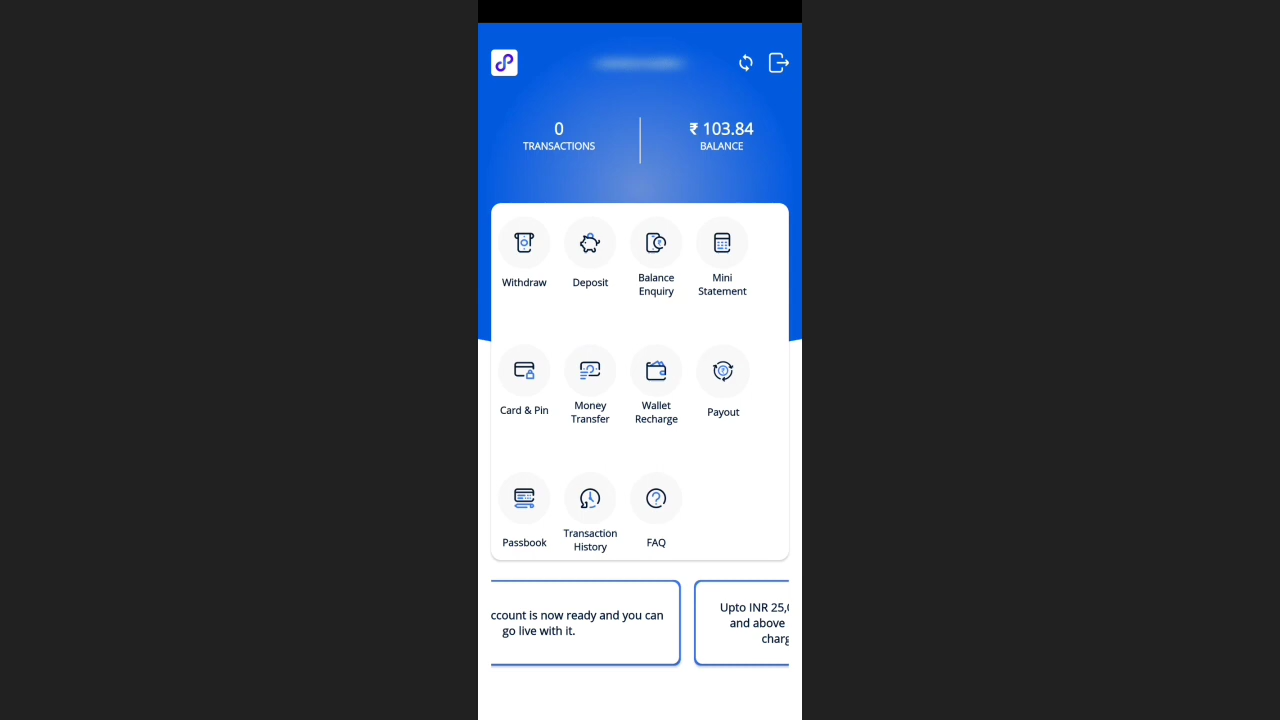 0
TRANSACTIONS
₹ 103.84
BALANCE
Withdraw
Deposit
Balance
Enquiry
Mini
Statement
Card & Pin
Money
Transfer
Wallet
Recharge
Payout
Passbook
Transaction
History
FAQ
ccount is now ready and you can
go live with it.
Upto INR 25,
and above
charg